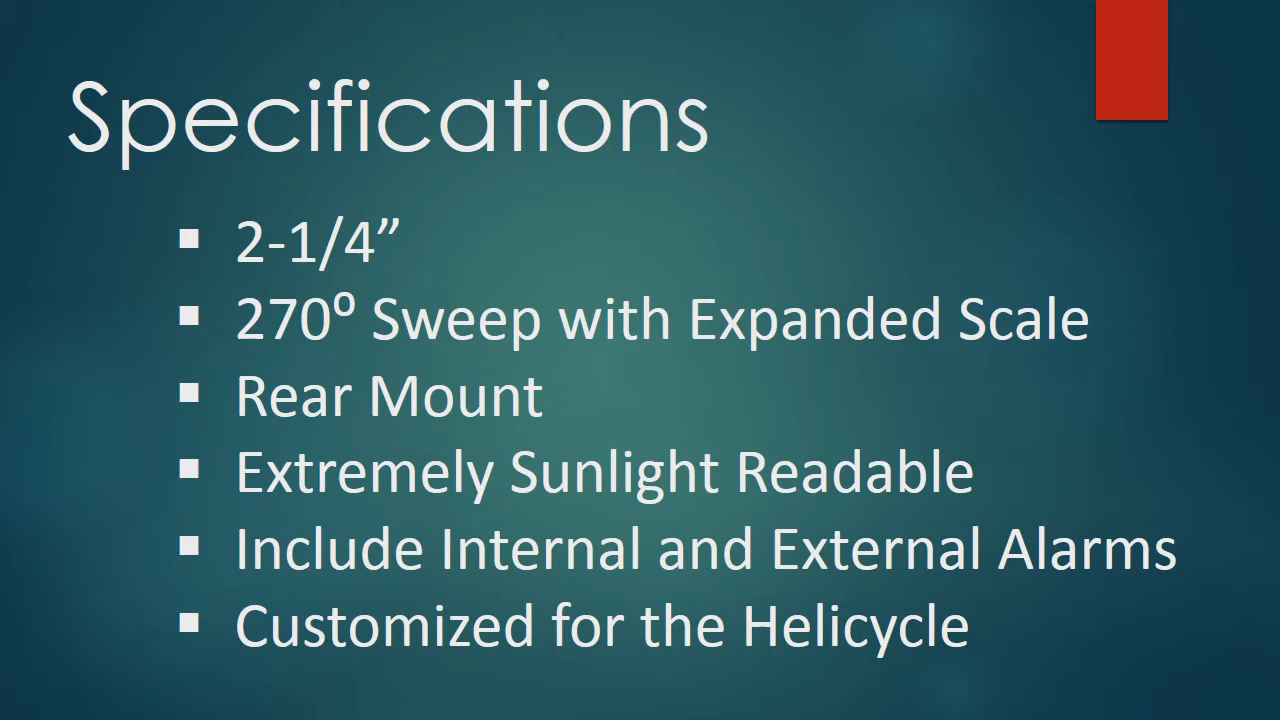 Specifications
▪ 2-1/4”
▪ 270º Sweep with Expanded Scale
▪ Rear Mount
▪ Extremely Sunlight Readable
▪ Include Internal and External Alarms
▪ Customized for the Helicycle